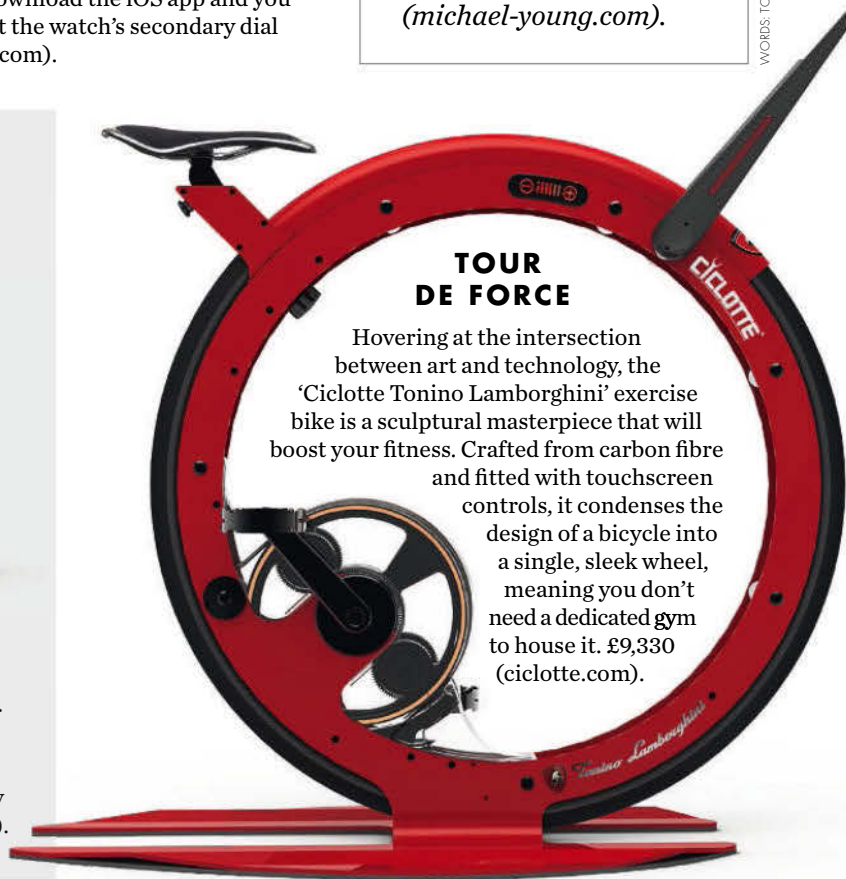 ownload the iOS app and you
t the watch's secondary dial
com).
(michael-young.com).
WORDS: TO
TOUR
DE FORCE
Hovering at the intersection
between art and technology, the
‘Ciclotte Tonino Lamborghini’ exercise
bike is a sculptural masterpiece that will
boost your fitness. Crafted from carbon fibre
and fitted with touchscreen
controls, it condenses the
design of a bicycle into
a single, sleek wheel,
meaning you don’t
need a dedicated gym
to house it. £9,330
(ciclotte.com).
CICLOTTE
Tonino Lamborghini